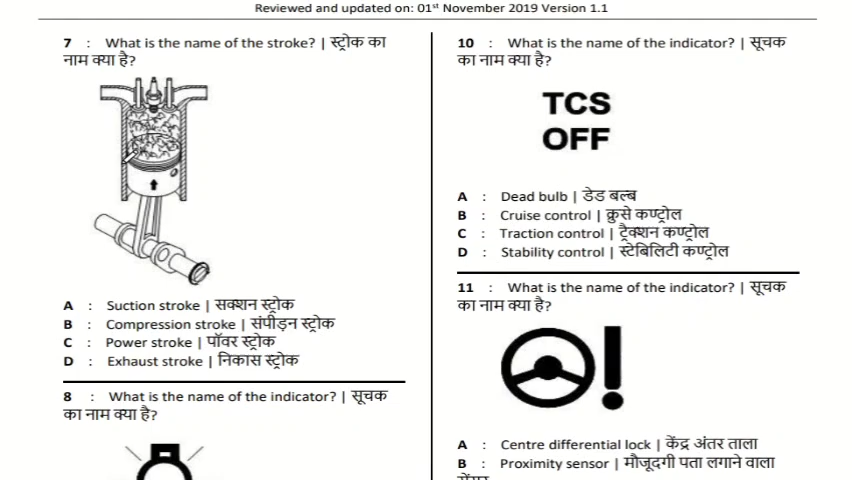 Reviewed and updated on: 01st November 2019 Version 1.1
7 : What is the name of the stroke? | स्ट्रोक का
नाम क्या है?
A : Suction stroke | सक्शन स्ट्रोक
B : Compression stroke | संपीड़न स्ट्रोक
C : Power stroke | पॉवर स्ट्रोक
D : Exhaust stroke | निकास स्ट्रोक
8 : What is the name of the indicator? | सूचक
का नाम क्या है?
10 : What is the name of the indicator? | सूचक
का नाम क्या है?
TCS
OFF
A : Dead bulb | डेड बल्ब
B : Cruise control | क्रुसे कण्ट्रोल
C : Traction control | ट्रैक्शन कण्ट्रोल
D : Stability control | स्टेबिलिटी कण्ट्रोल
11 : What is the name of the indicator? | सूचक
का नाम क्या है?
A : Centre differential lock | केंद्र अंतर ताला
B : Proximity sensor | मौजूदगी पता लगाने वाला